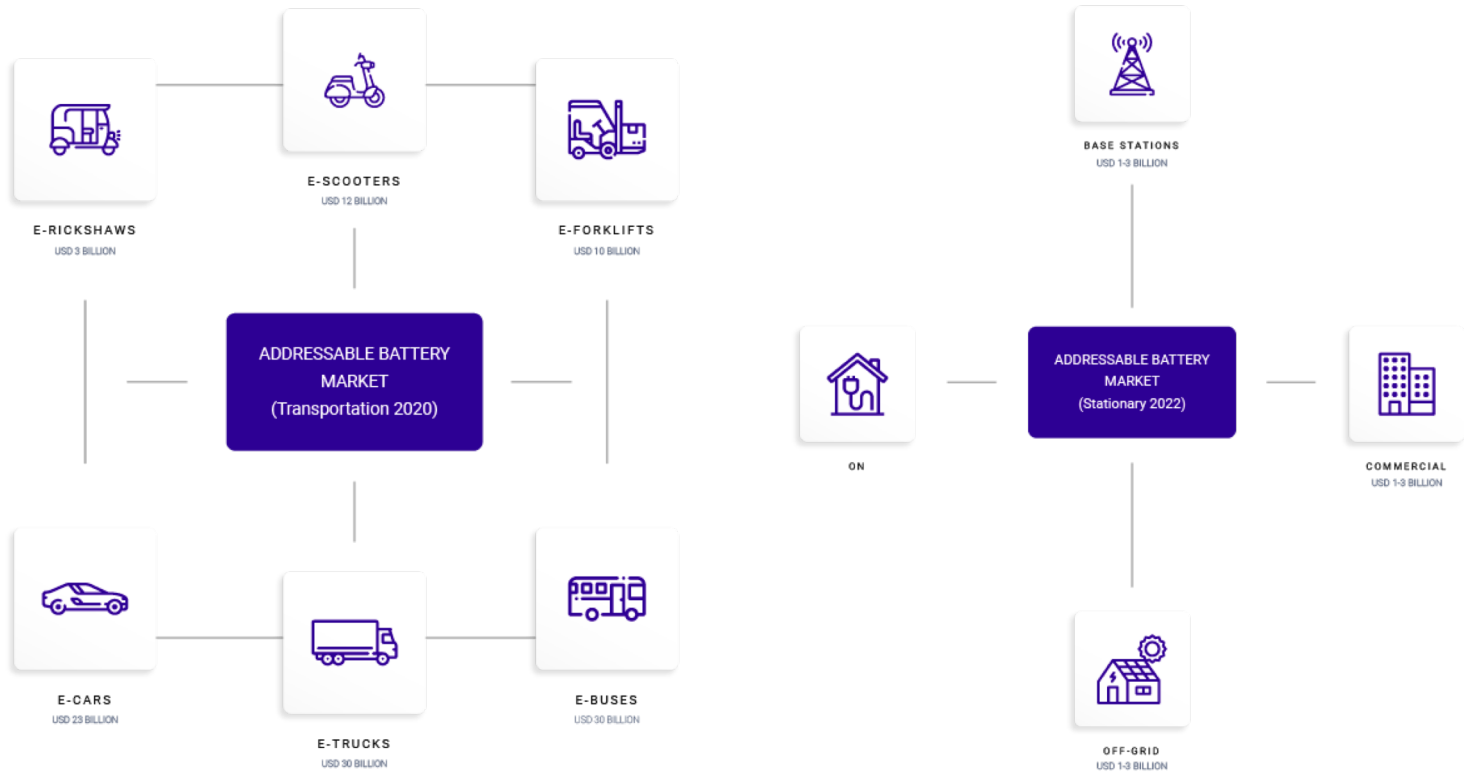 E-SCOOTERS
USD 12 BILLION
E-RICKSHAWS
USD 3 BILLION
E-FORKLIFTS
USD 10 BILLION
ADDRESSABLE BATTERY
MARKET
(Transportation 2020)
E-CARS
USD 23 BILLION
E-TRUCKS
USD 30 BILLION
E-BUSES
USD 30 BILLION
BASE STATIONS
USD 1-3 BILLION
ADDRESSABLE BATTERY
MARKET
(Stationary 2022)
ON
COMMERCIAL
USD 1-3 BILLION
OFF-GRID
USD 1-3 BILLION